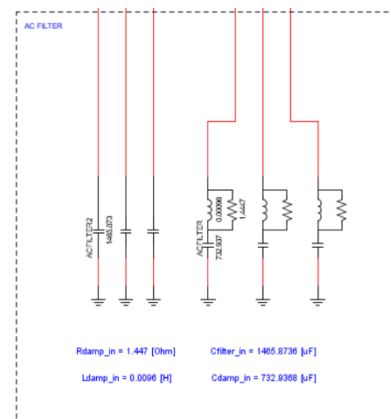 AC FILTER
ACFILTER2
1465.873
ACFILTER
0.0096
1.4447
732.937
Rdamp_in = 1.447 [Ohm]
Cfilter_in = 1465.8736 [uF]
Ldamp_in = 0.0096 [H]
Cdamp_in = 732.9368 [uF]